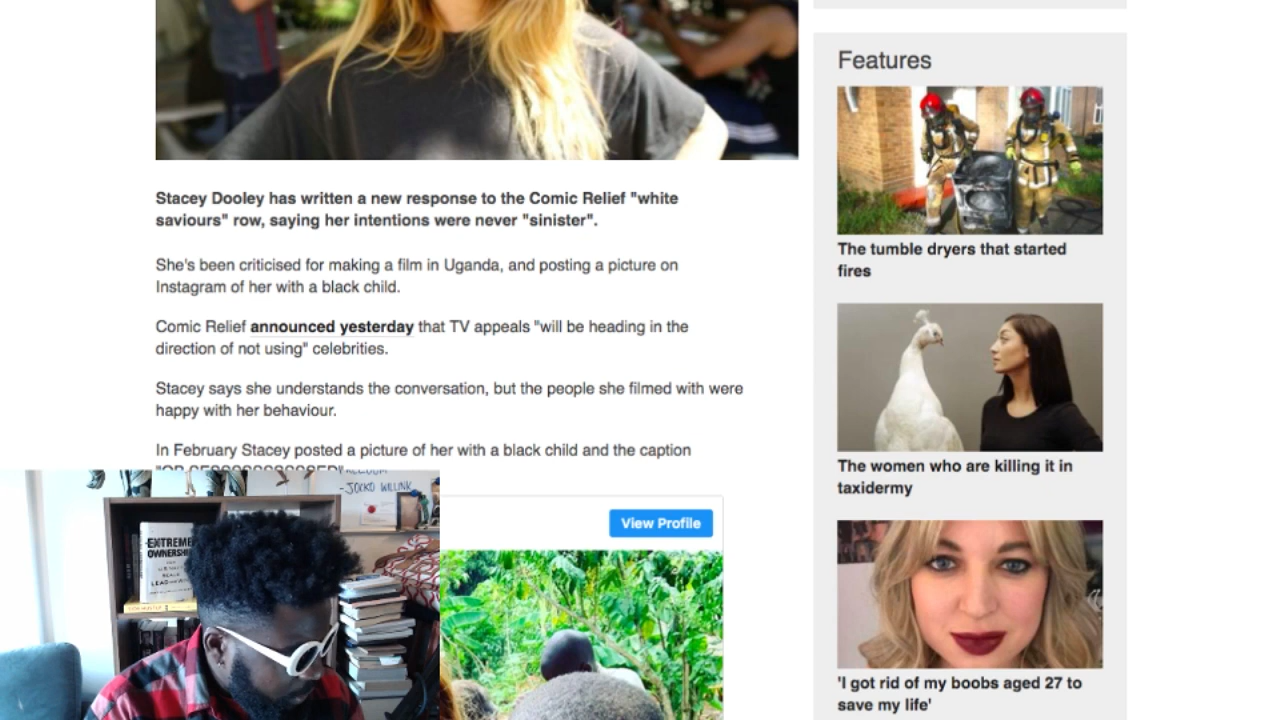 Stacey Dooley has written a new response to the Comic Relief "white
saviours" row, saying her intentions were never "sinister".
She's been criticised for making a film in Uganda, and posting a picture on
Instagram of her with a black child.
Comic Relief announced yesterday that TV appeals "will be heading in the
direction of not using" celebrities.
Stacey says she understands the conversation, but the people she filmed with were
happy with her behaviour.
In February Stacey posted a picture of her with a black child and the caption
View Profile
Features
The tumble dryers that started
fires
The women who are killing it in
taxidermy
'I got rid of my boobs aged 27 to
save my life'
FREEDOM
-JOCKO WILLINK
EXTREME
OWNERSHIP